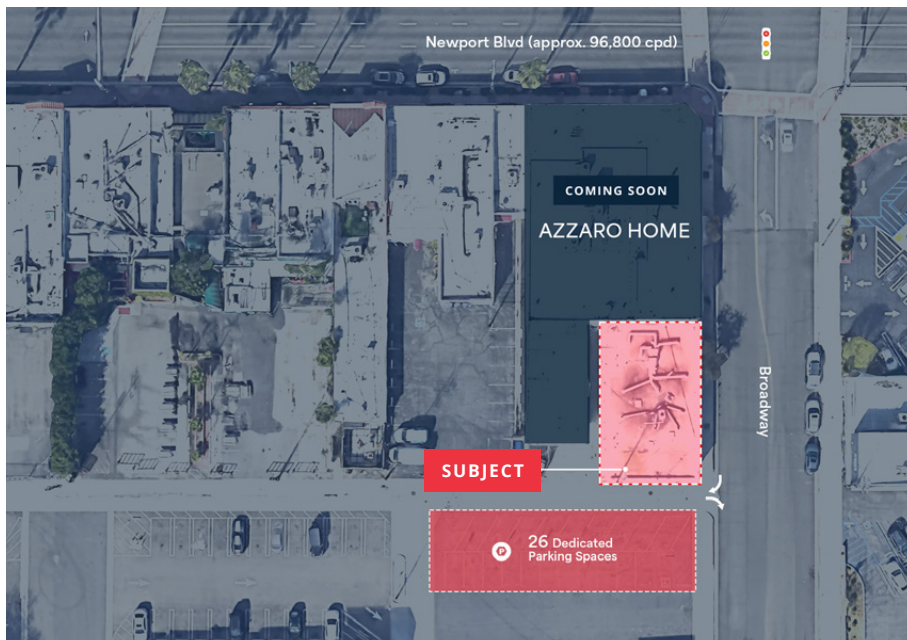 Newport Blvd (approx. 96,800 cpd)
COMING SOON
AZZARO HOME
Broadway
SUBJECT
P
26 Dedicated
Parking Spaces